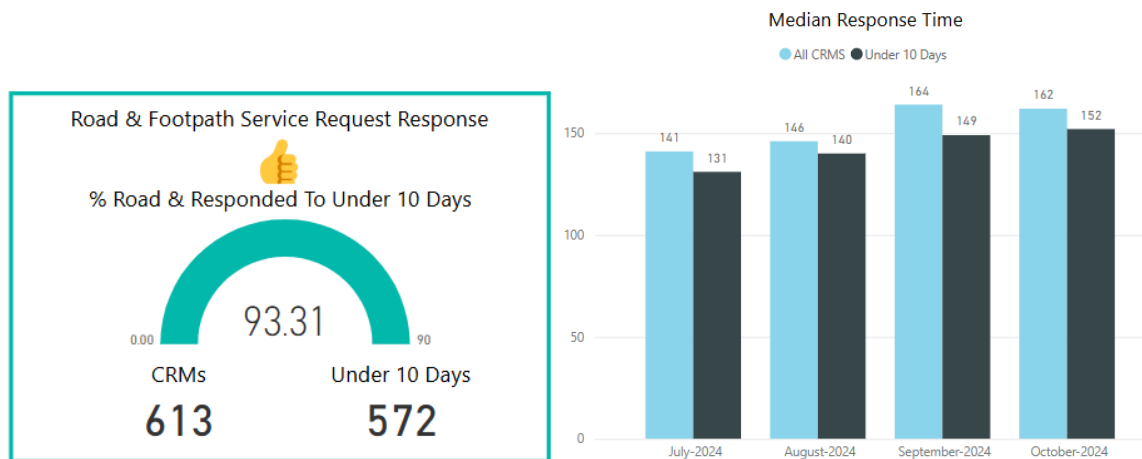 Road & Footpath Service Request Response
% Road & Responded To Under 10 Days
93.31
0.00
90
CRMs
Under 10 Days
613
572
Median Response Time
All CRMS
Under 10 Days
164
162
141
146
149
152
131
140
150
100
50
0
July-2024
August-2024
September-2024
October-2024